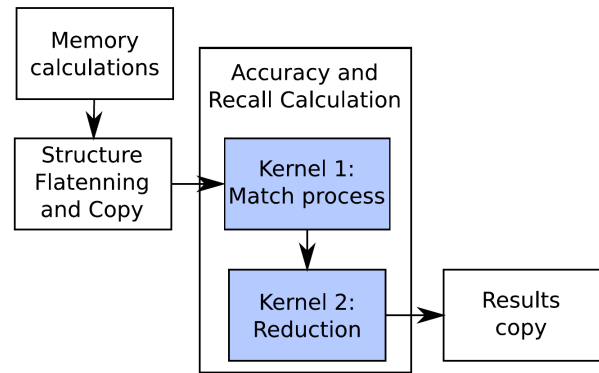 Memory
calculations
Structure
Flatenning
and Copy
Accuracy and
Recall Calculation
Kernel 1:
Match process
Kernel 2:
Reduction
Results
copy